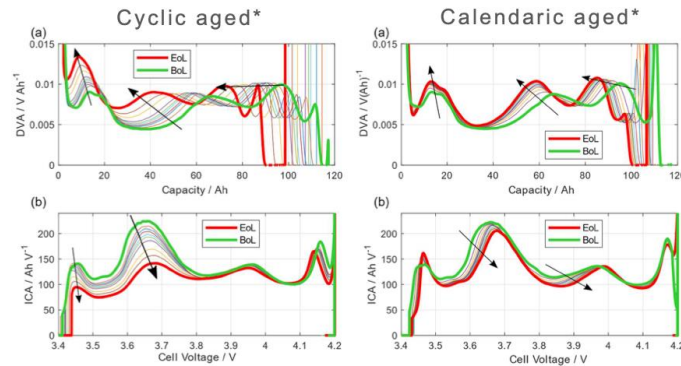 Cyclic aged*
Calendaric aged*
(a)
0.015
0.01
0.005
0
DVA / V Ah⁻¹
EoL
BoL
0 20 40 60 80 100 120
Capacity / Ah
(a)
0.015
0.01
0.005
0
DVA / V(Ah)⁻¹
EoL
BoL
0 20 40 60 80 100 120
Capacity / Ah
(b)
200
150
100
50
0
ICA / Ah V⁻¹
EoL
BoL
3.4 3.5 3.6 3.7 3.8 3.9 4 4.1 4.2
Cell Voltage / V
(b)
200
150
100
50
0
ICA / Ah V⁻¹
EoL
BoL
3.4 3.5 3.6 3.7 3.8 3.9 4 4.1 4.2
Cell Voltage / V